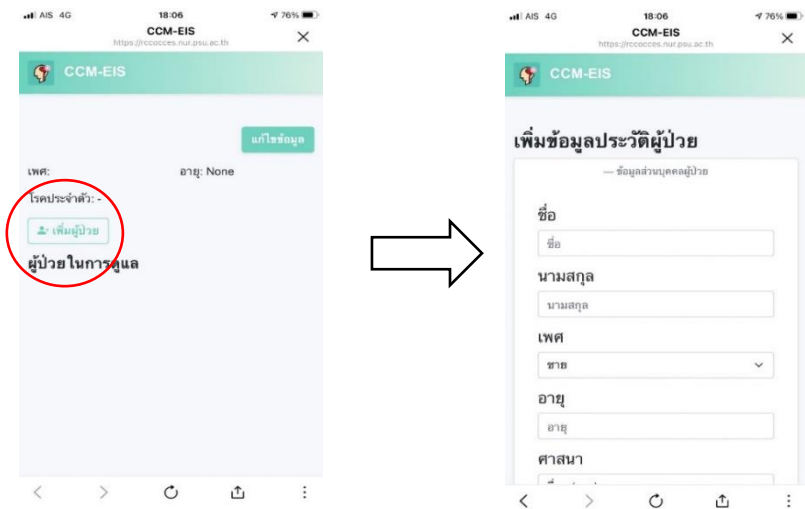 AIS 4G 18:06 76%
CCM-EIS
https://rccocces.nur.psu.ac.th
CCM-EIS
แก้ไขข้อมูล
เพศ: อายุ: None
โรคประจำตัว: -
เพิ่มผู้ป่วย
ผู้ป่วยในการดูแล
AIS 4G 18:06 76%
CCM-EIS
https://rccocces.nur.psu.ac.th
CCM-EIS
เพิ่มข้อมูลประวัติผู้ป่วย
— ข้อมูลส่วนบุคคลผู้ป่วย
ชื่อ
ชื่อ
นามสกุล
นามสกุล
เพศ
ชาย
อายุ
อายุ
ศาสนา